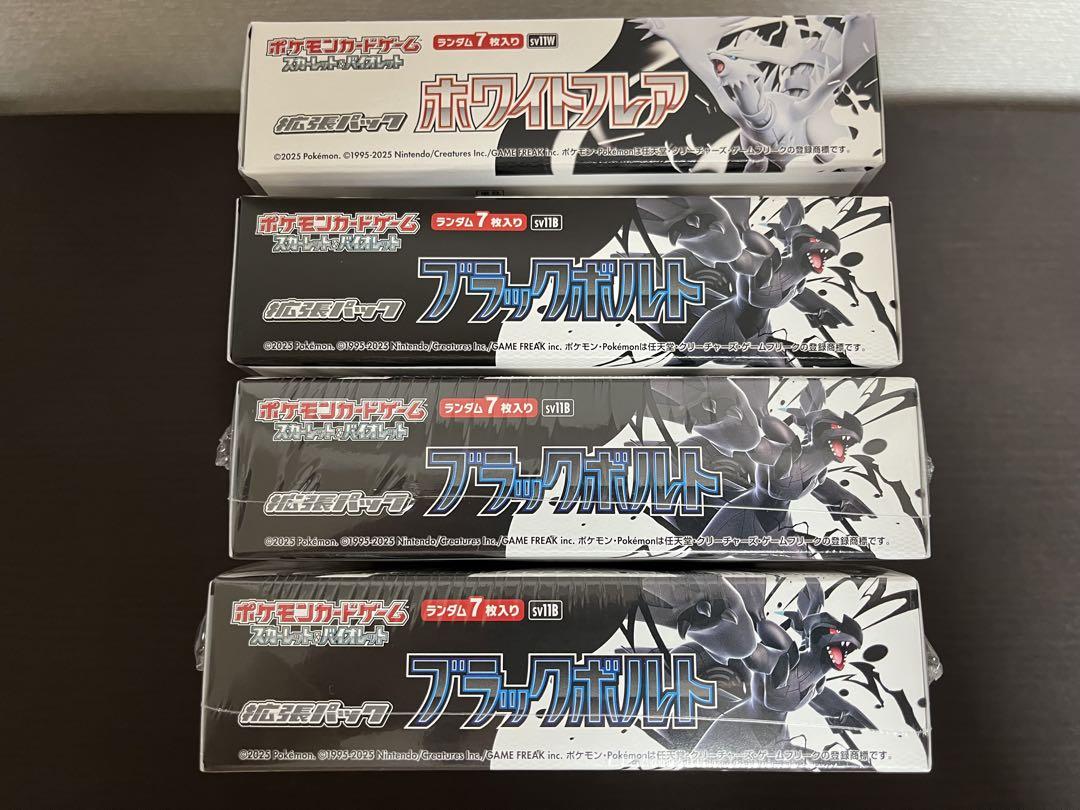 ポケモンカードゲーム ランダム7枚入り sv11W
スカーレット&バイオレット
拡張パック ホワイトフレア
©2025 Pokémon. ©1995-2025 Nintendo/Creatures Inc./GAME FREAK inc. ポケモン・Pokémonは任天堂・クリーチャーズ・ゲームフリークの登録商標です。
ポケモンカードゲーム ランダム7枚入り sv11B
スカーレット&バイオレット
拡張パック ブラックボルト
©2025 Pokémon. ©1995-2025 Nintendo/Creatures Inc./GAME FREAK inc. ポケモン・Pokémonは任天堂・クリーチャーズ・ゲームフリークの登録商標です。
ポケモンカードゲーム ランダム7枚入り sv11B
スカーレット&バイオレット
拡張パック ブラックボルト
©2025 Pokémon. ©1995-2025 Nintendo/Creatures Inc./GAME FREAK inc. ポケモン・Pokémonは任天堂・クリーチャーズ・ゲームフリークの登録商標です。
ポケモンカードゲーム ランダム7枚入り sv11B
スカーレット&バイオレット
拡張パック ブラックボルト
©2025 Pokémon. ©1995-2025 Nintendo/Creatures Inc./GAME FREAK inc. ポケモン・Pokémonは任天堂・クリーチャーズ・ゲームフリークの登録商標です。